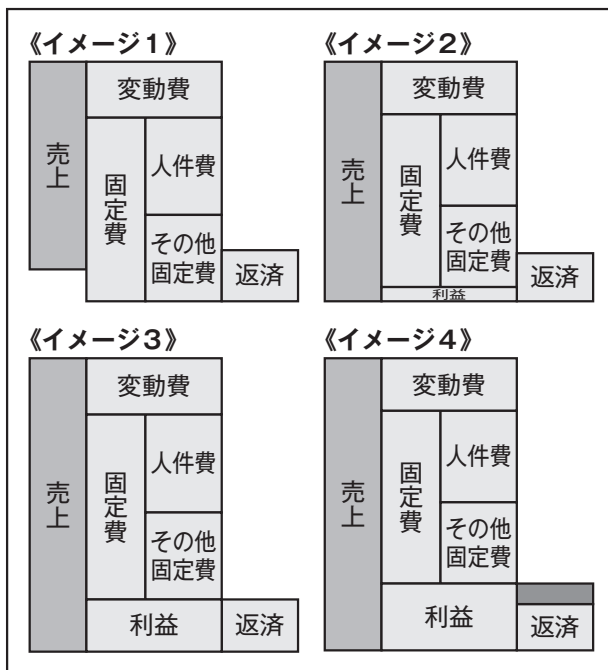 《イメージ１》
変動費
売上
固定費
人件費
その他
固定費
返済
《イメージ２》
変動費
売上
固定費
人件費
その他
固定費
利益
返済
《イメージ３》
変動費
売上
固定費
人件費
その他
固定費
利益
返済
《イメージ４》
変動費
売上
固定費
人件費
その他
固定費
利益
返済